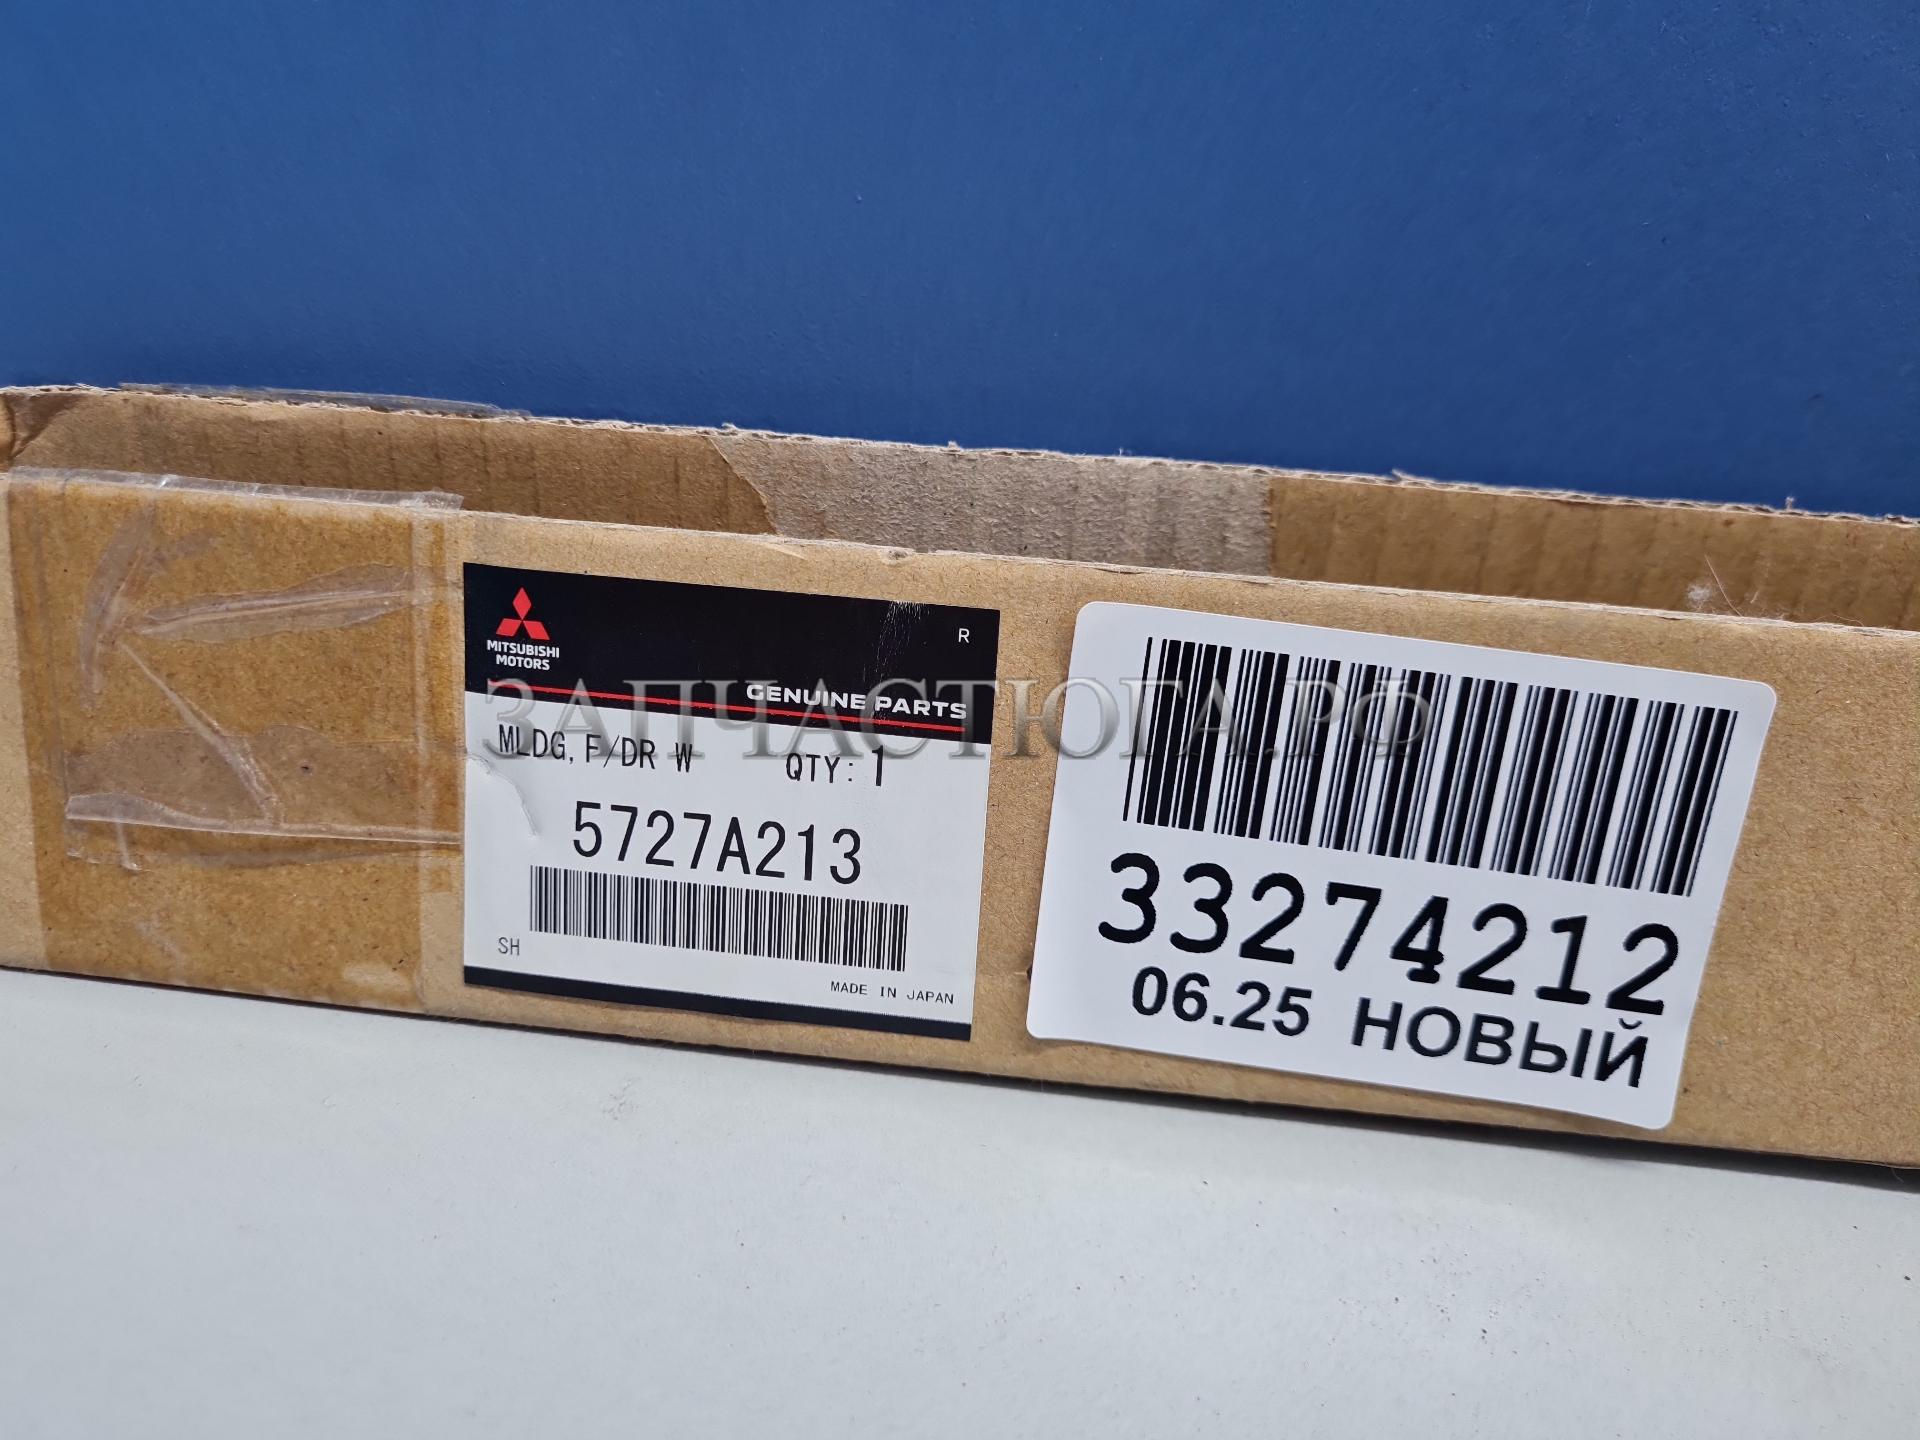 MITSUBISHI
MOTORS
R
GENUINE PARTS
ЗАПЧАСТЮГА.РФ
MLDG, F/DR W QTY: 1
5727A213
SH
MADE IN JAPAN
33274212
06.25 НОВЫЙ